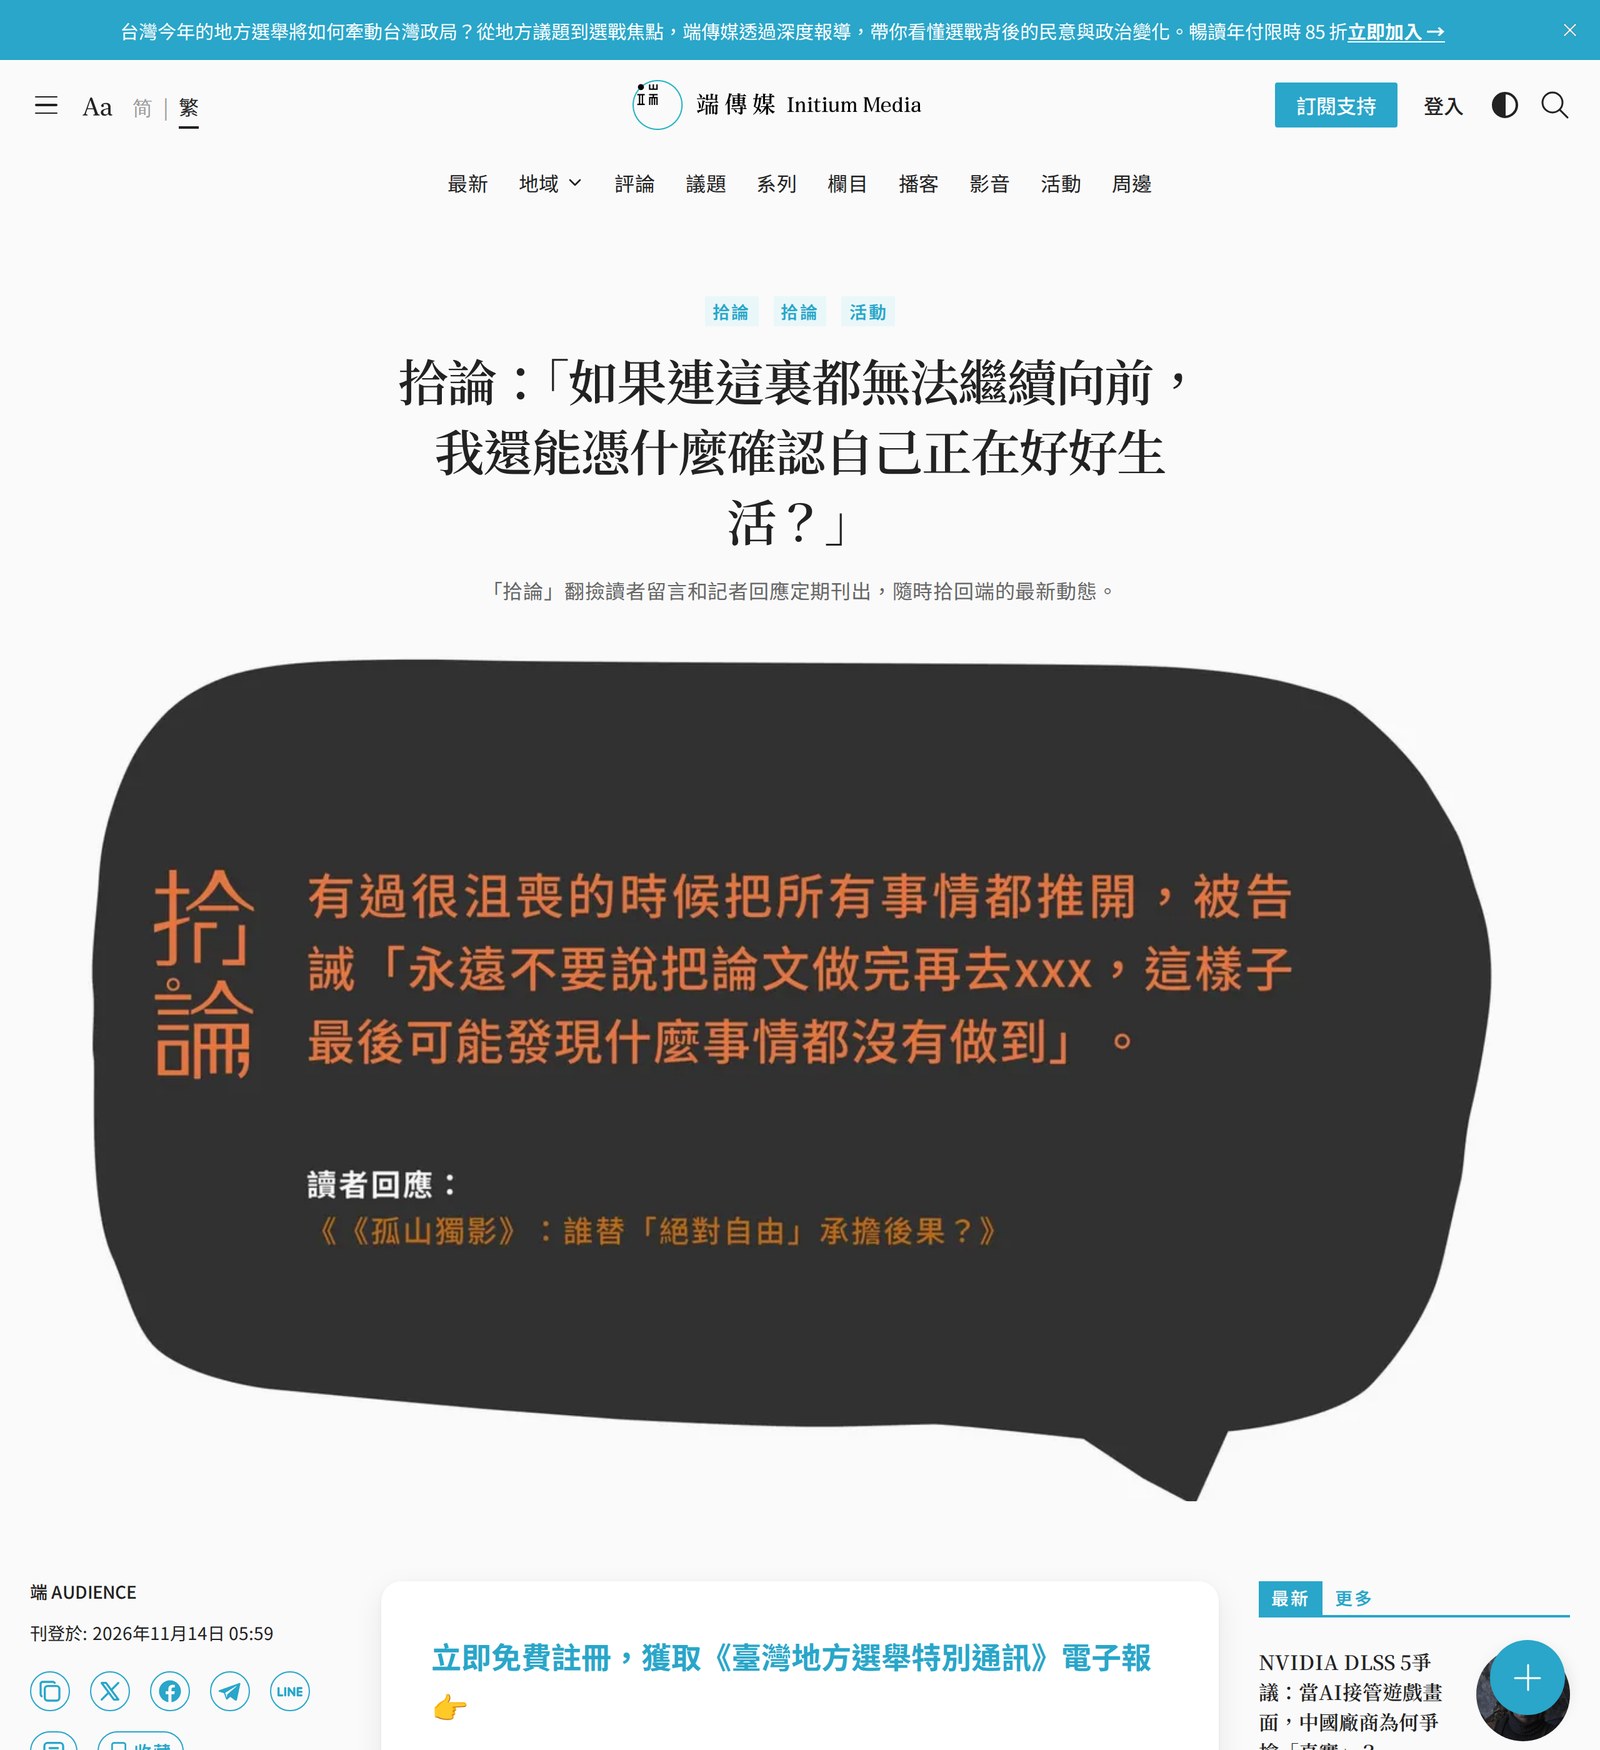 台灣今年的地方選舉將如何牽動台灣政局？從地方議題到選戰焦點，端傳媒透過深度報導，帶你看懂選戰背後的民意與政治變化。暢讀年付限時 85 折立即加入 →
Aa 简 | 繁
端傳媒 Initium Media
訂閱支持 登入
最新 地域 評論 議題 系列 欄目 播客 影音 活動 周邊
拾論 拾論 活動
拾論：「如果連這裏都無法繼續向前，
我還能憑什麼確認自己正在好好生
活？」
「拾論」翻撿讀者留言和記者回應定期刊出，隨時拾回端的最新動態。
拾論
有過很沮喪的時候把所有事情都推開，被告
誡「永遠不要說把論文做完再去xxx，這樣子
最後可能發現什麼事情都沒有做到」。
讀者回應：
《《孤山獨影》：誰替「絕對自由」承擔後果？》
端 AUDIENCE
刊登於: 2026年11月14日 05:59
LINE
收藏
立即免費註冊，獲取《臺灣地方選舉特別通訊》電子報
👉
最新 更多
NVIDIA DLSS 5爭
議：當AI接管遊戲畫
面，中國廠商為何爭
搶「真實」？